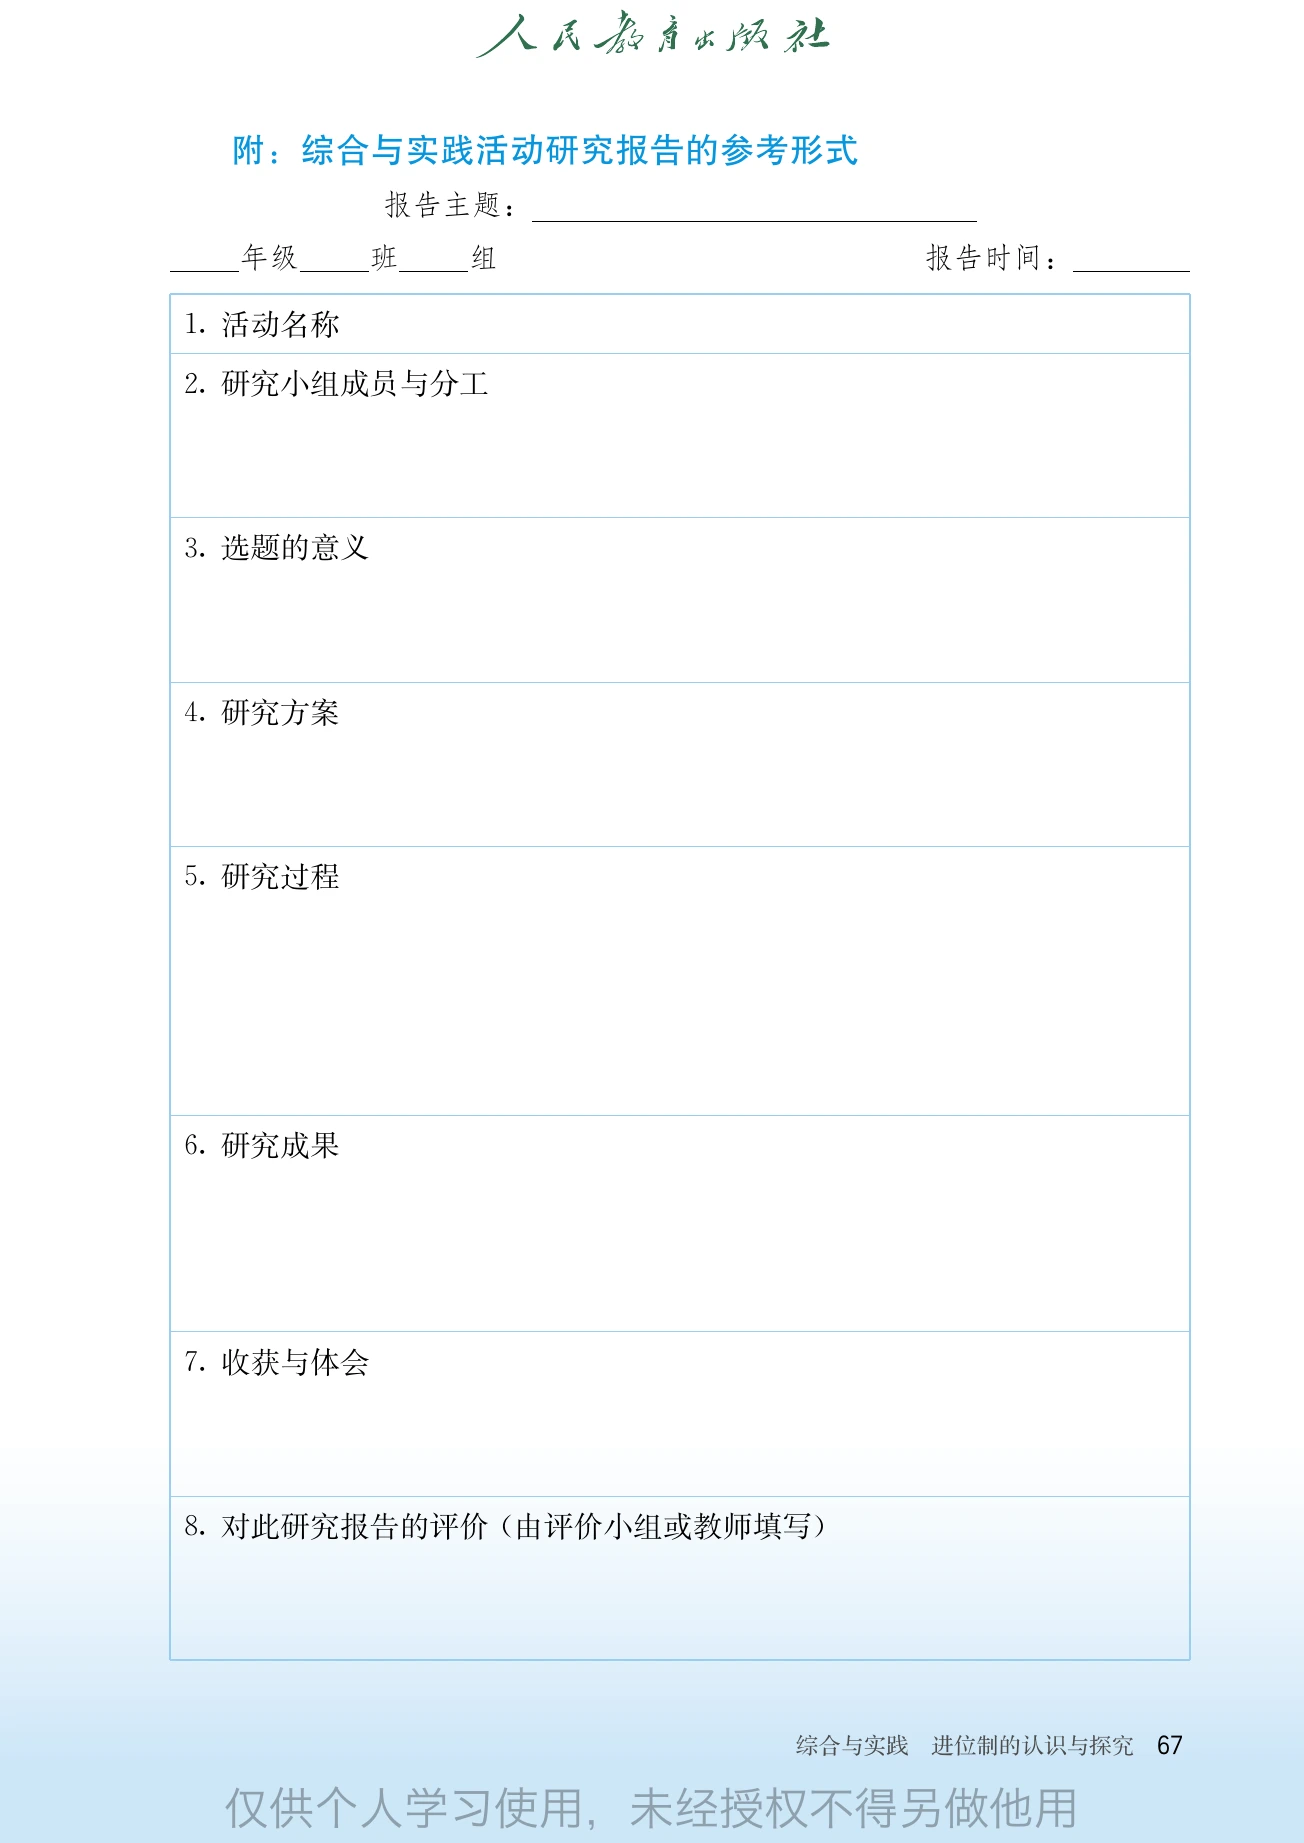 人民教育出版社
附：综合与实践活动研究报告的参考形式
报告主题：
年级 班 组 报告时间：
1. 活动名称
2. 研究小组成员与分工
3. 选题的意义
4. 研究方案
5. 研究过程
6. 研究成果
7. 收获与体会
8. 对此研究报告的评价（由评价小组或教师填写）
综合与实践 进位制的认识与探究 67
仅供个人学习使用，未经授权不得另做他用